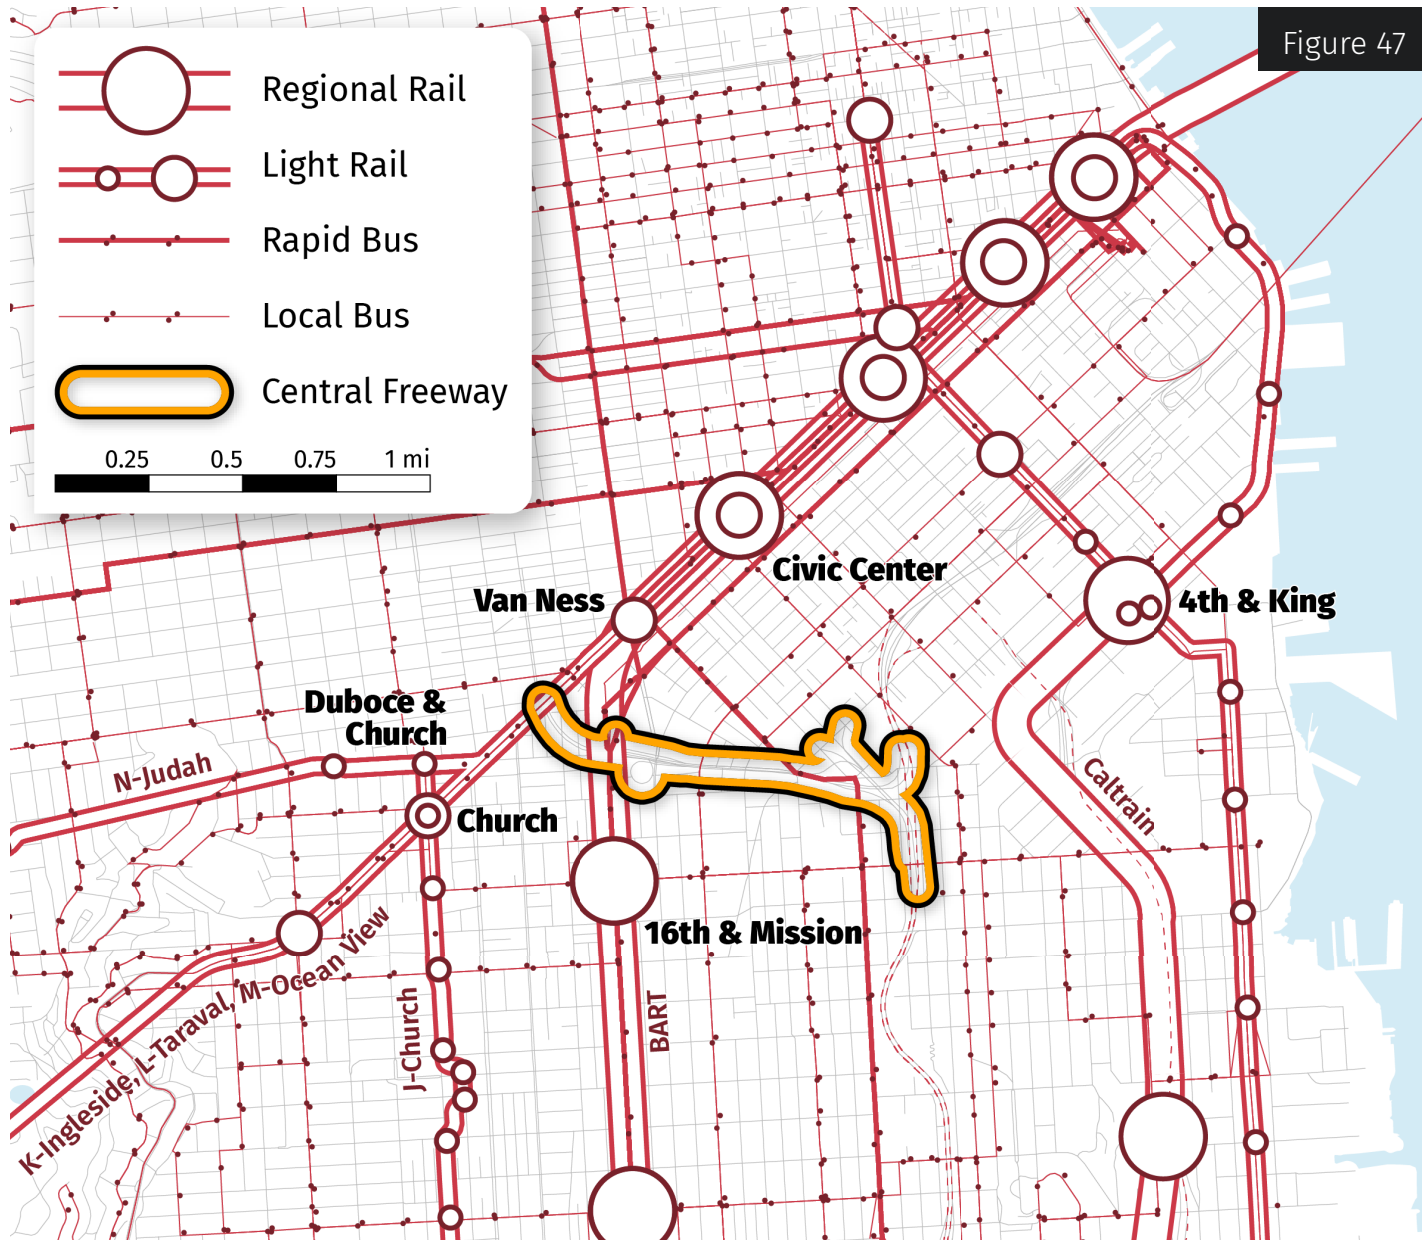 Figure 47
Regional Rail
Light Rail
Rapid Bus
Local Bus
Central Freeway
0.25 0.5 0.75 1 mi
Civic Center
Van Ness
4th & King
Duboce &
Church
N-Judah
Caltrain
Church
16th & Mission
K-Ingleside, L-Taraval, M-Ocean View
J-Church
BART